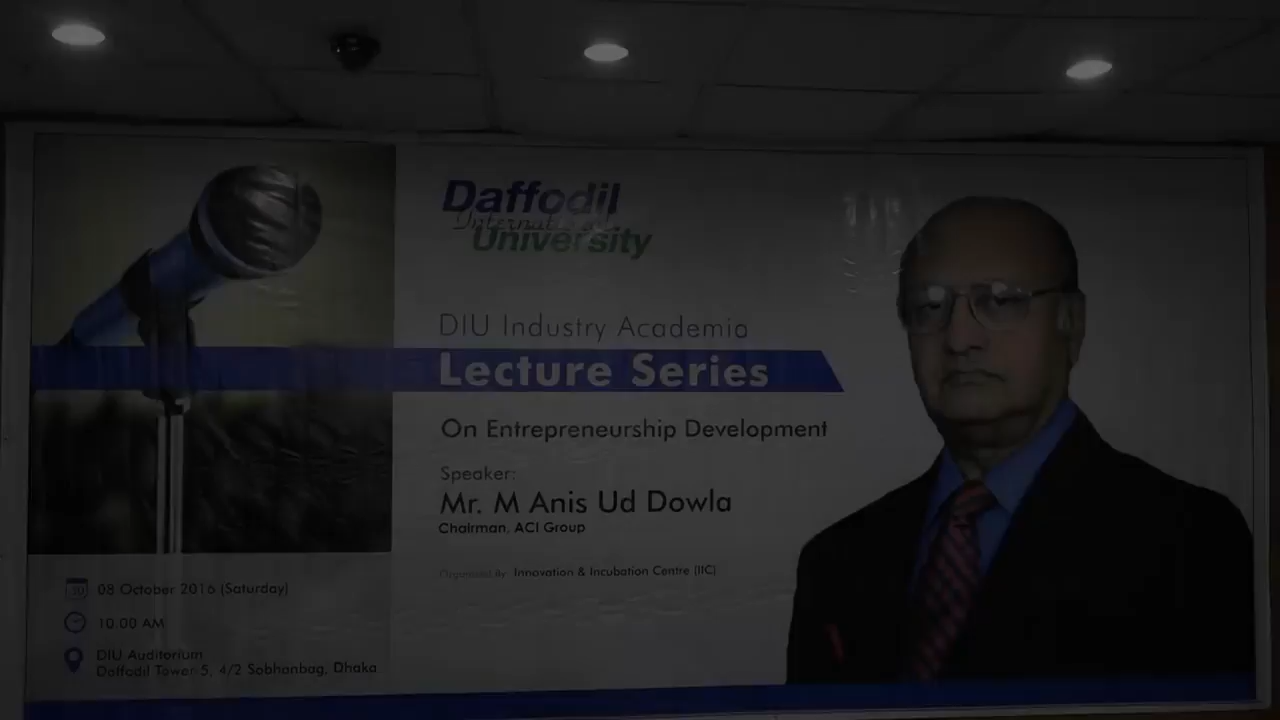 Daffodil
International
University
DIU Industry Academia
Lecture Series
On Entrepreneurship Development
Speaker:
Mr. M Anis Ud Dowla
Chairman, ACI Group
Organized By Innovation & Incubation Centre (IIC)
30 08 October 2016 (Saturday)
10.00 AM
DIU Auditorium
Daffodil Tower 5, 4/2 Sobhanbag, Dhaka